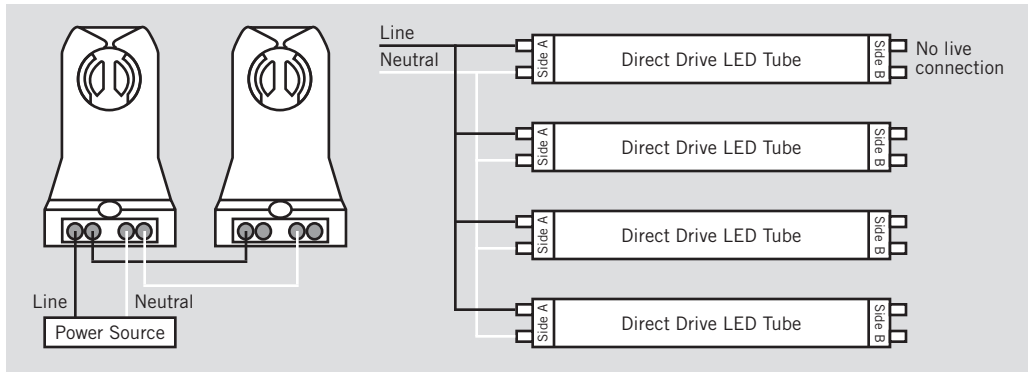 Line
Neutral
Power Source
Line
Neutral
Side A
Direct Drive LED Tube
Side B
No live
connection
Side A
Direct Drive LED Tube
Side B
Side A
Direct Drive LED Tube
Side B
Side A
Direct Drive LED Tube
Side B